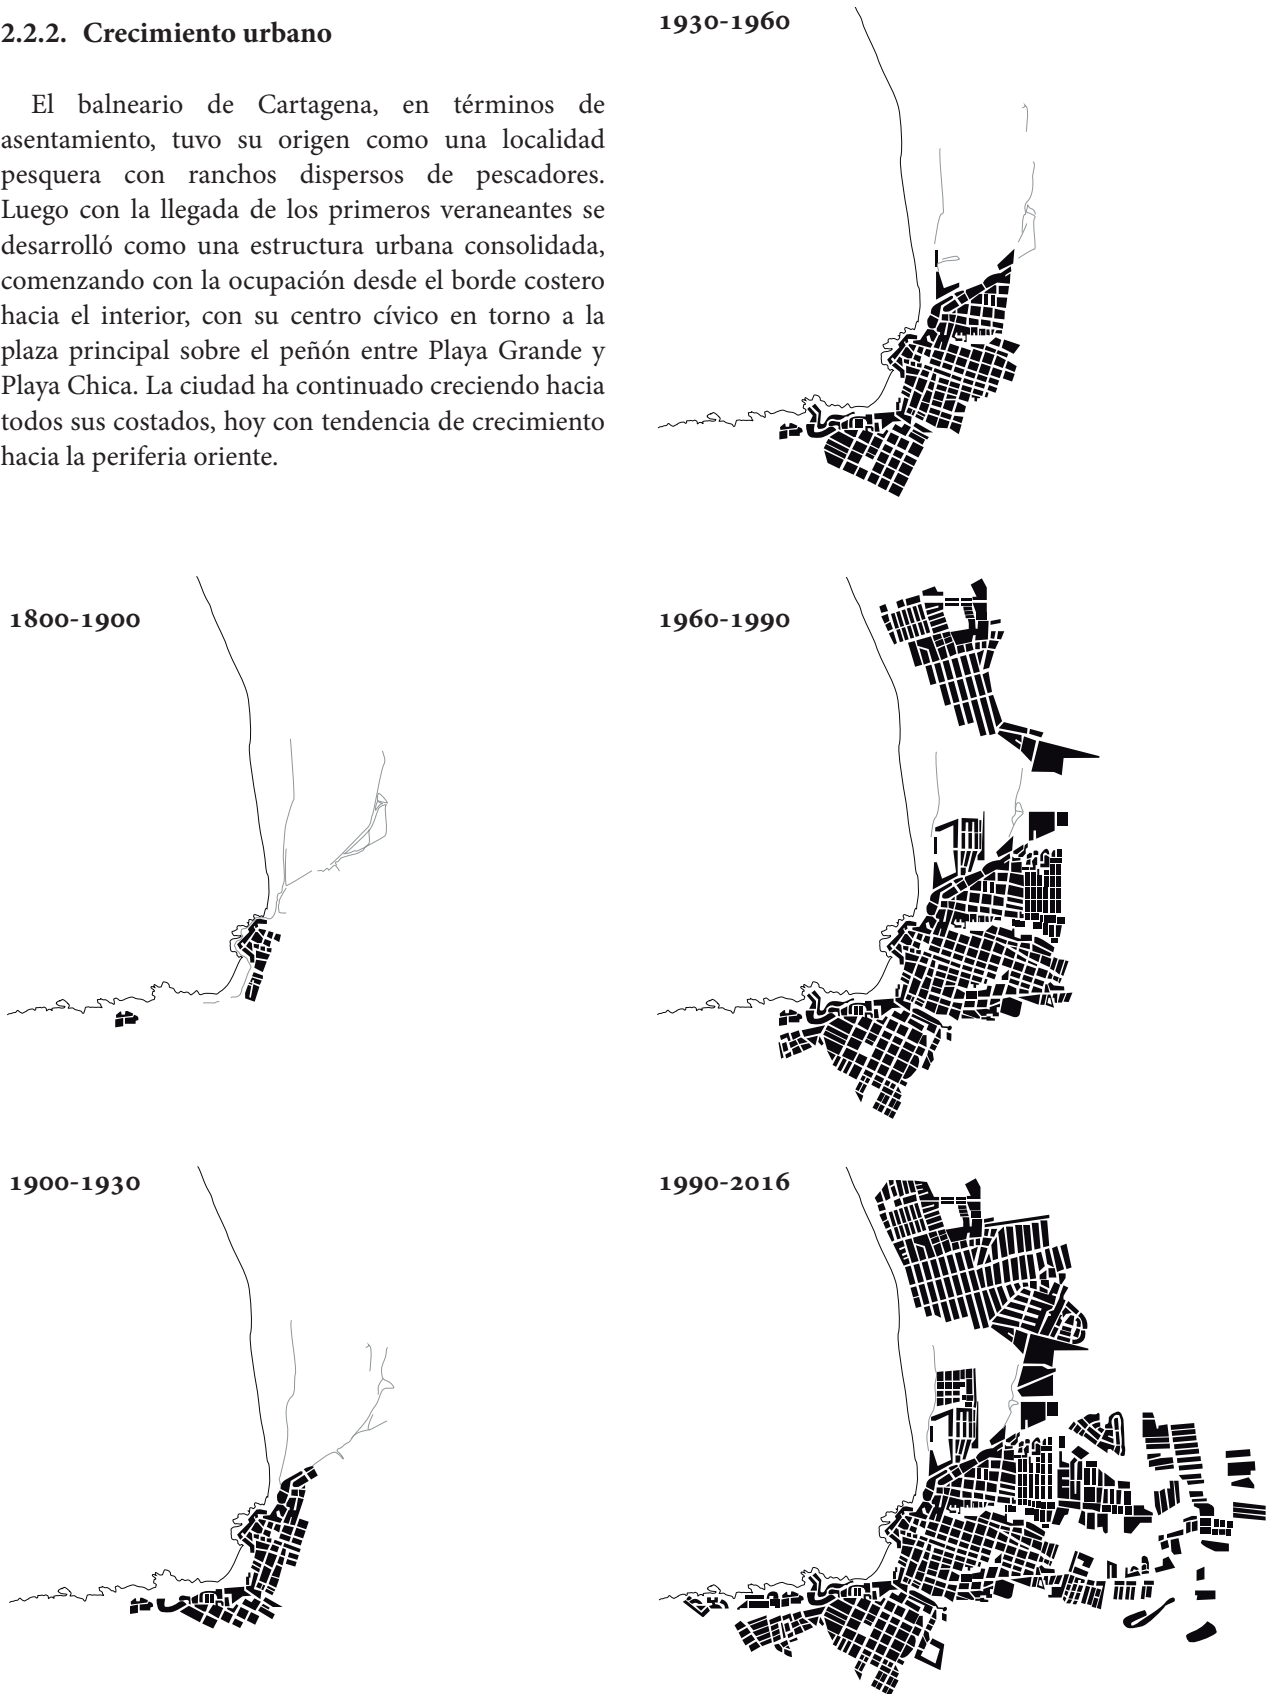 2.2.2. Crecimiento urbano
El balneario de Cartagena, en términos de
asentamiento, tuvo su origen como una localidad
pesquera con ranchos dispersos de pescadores.
Luego con la llegada de los primeros veraneantes se
desarrolló como una estructura urbana consolidada,
comenzando con la ocupación desde el borde costero
hacia el interior, con su centro cívico en torno a la
plaza principal sobre el peñón entre Playa Grande y
Playa Chica. La ciudad ha continuado creciendo hacia
todos sus costados, hoy con tendencia de crecimiento
hacia la periferia oriente.
1800-1900
1900-1930
1930-1960
1960-1990
1990-2016